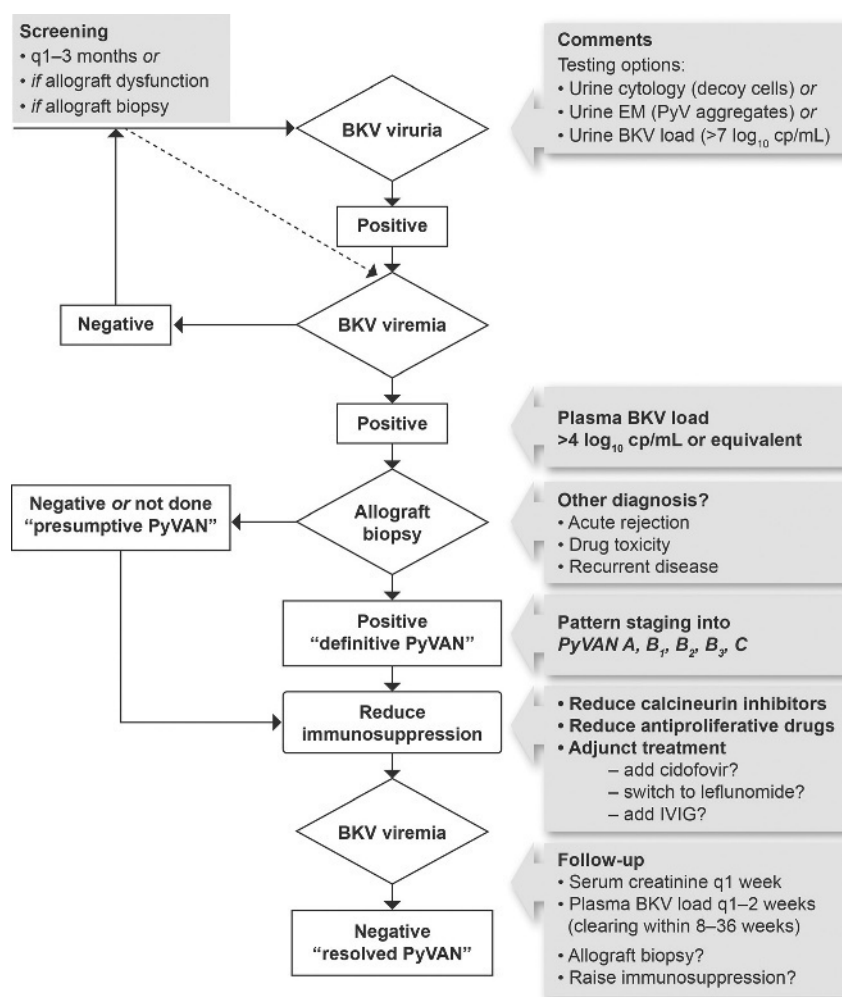 Screening
• q1–3 months or
• if allograft dysfunction
• if allograft biopsy
BKV viruria
Comments
Testing options:
• Urine cytology (decoy cells) or
• Urine EM (PyV aggregates) or
• Urine BKV load (>7 log₁₀ cp/mL)
Positive
Negative
BKV viremia
Positive
Plasma BKV load
>4 log₁₀ cp/mL or equivalent
Negative or not done
“presumptive PyVAN”
Allograft
biopsy
Other diagnosis?
• Acute rejection
• Drug toxicity
• Recurrent disease
Positive
“definitive PyVAN”
Pattern staging into
PyVAN A, B₁, B₂, B₃, C
Reduce
immunosuppression
• Reduce calcineurin inhibitors
• Reduce antiproliferative drugs
• Adjunct treatment
– add cidofovir?
– switch to leflunomide?
– add IVIG?
BKV viremia
Follow-up
• Serum creatinine q1 week
• Plasma BKV load q1–2 weeks
(clearing within 8–36 weeks)
• Allograft biopsy?
• Raise immunosuppression?
Negative
“resolved PyVAN”